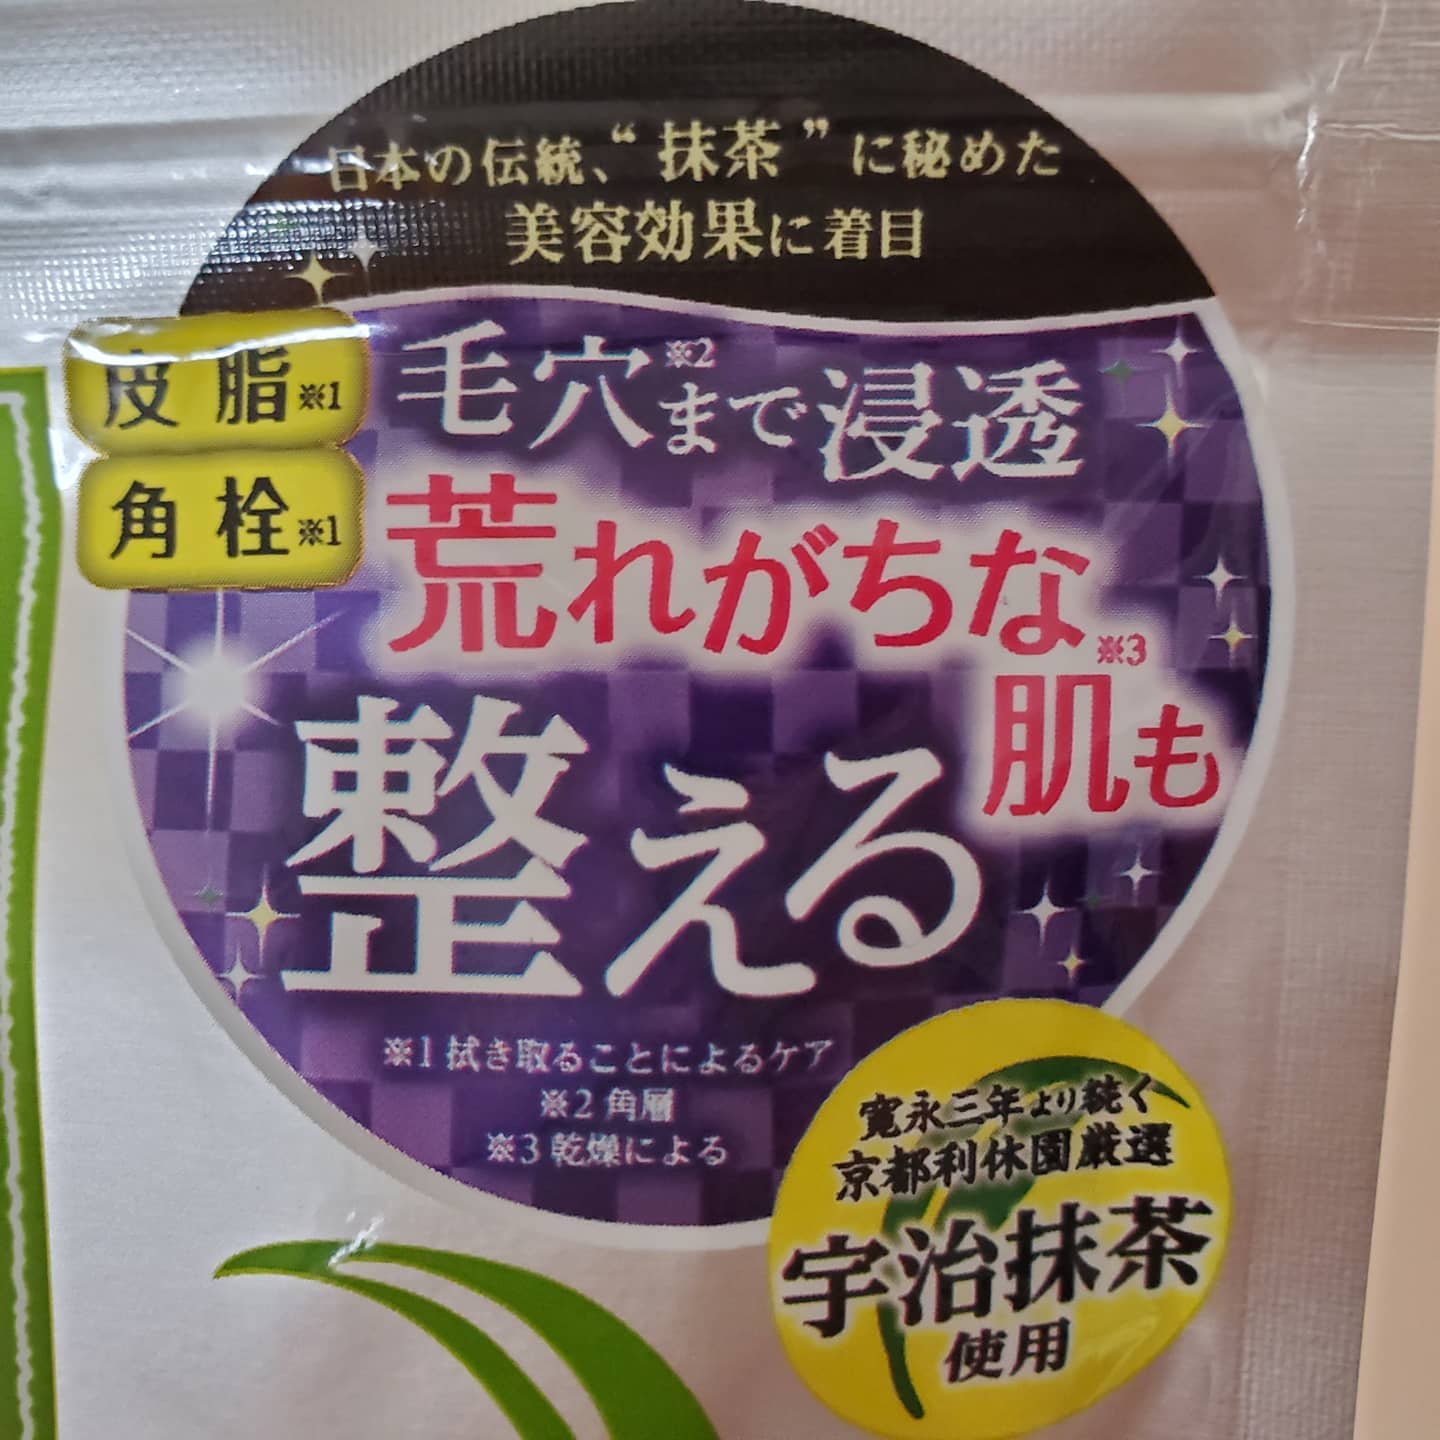 日本の伝統、“抹茶”に秘めた
美容効果に着目
皮脂※1
角栓※1
毛穴※2まで浸透
荒れがちな※3
肌も
整える
※1 拭き取ることによるケア
※2 角層
※3 乾燥による
寛永三年より続く
京都利休園厳選
宇治抹茶
使用